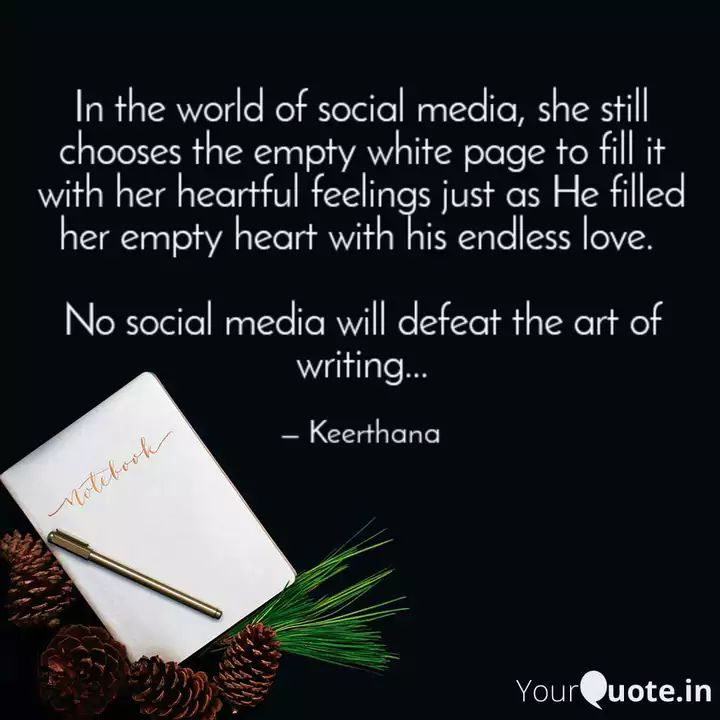 In the world of social media, she still
chooses the empty white page to fill it
with her heartful feelings just as He filled
her empty heart with his endless love.
No social media will defeat the art of
writing...
– Keerthana
Notebook
YourQuote.in